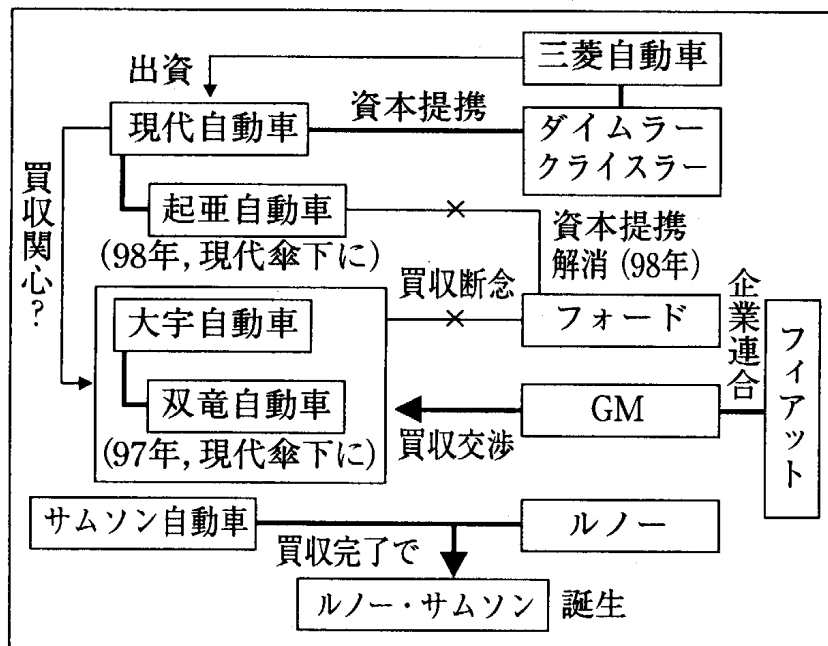 三菱自動車
出資
現代自動車
資本提携
ダイムラー
クライスラー
買収関心?
起亜自動車
(98年,現代傘下に)
資本提携
解消(98年)
買収断念
大宇自動車
フォード
企業連合
フィアット
双竜自動車
(97年,現代傘下に)
GM
買収交渉
サムソン自動車
ルノー
買収完了で
ルノー・サムソン 誕生